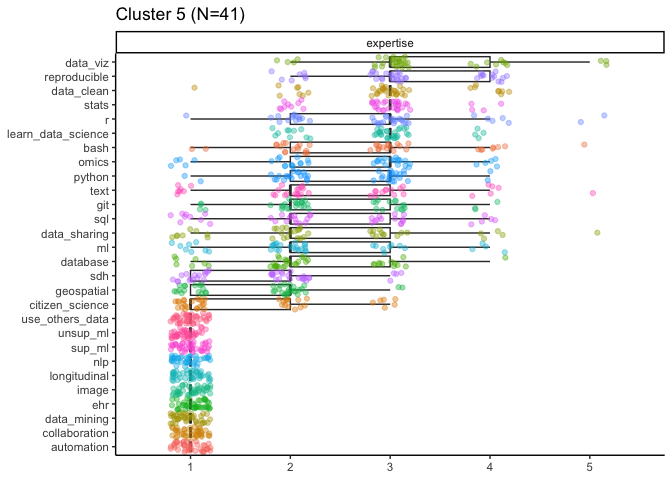 Cluster 5 (N=41)
expertise
data_viz
reproducible
data_clean
stats
r
learn_data_science
bash
omics
python
text
git
sql
data_sharing
ml
database
sdh
geospatial
citizen_science
use_others_data
unsup_ml
sup_ml
nlp
longitudinal
image
ehr
data_mining
collaboration
automation
1 2 3 4 5